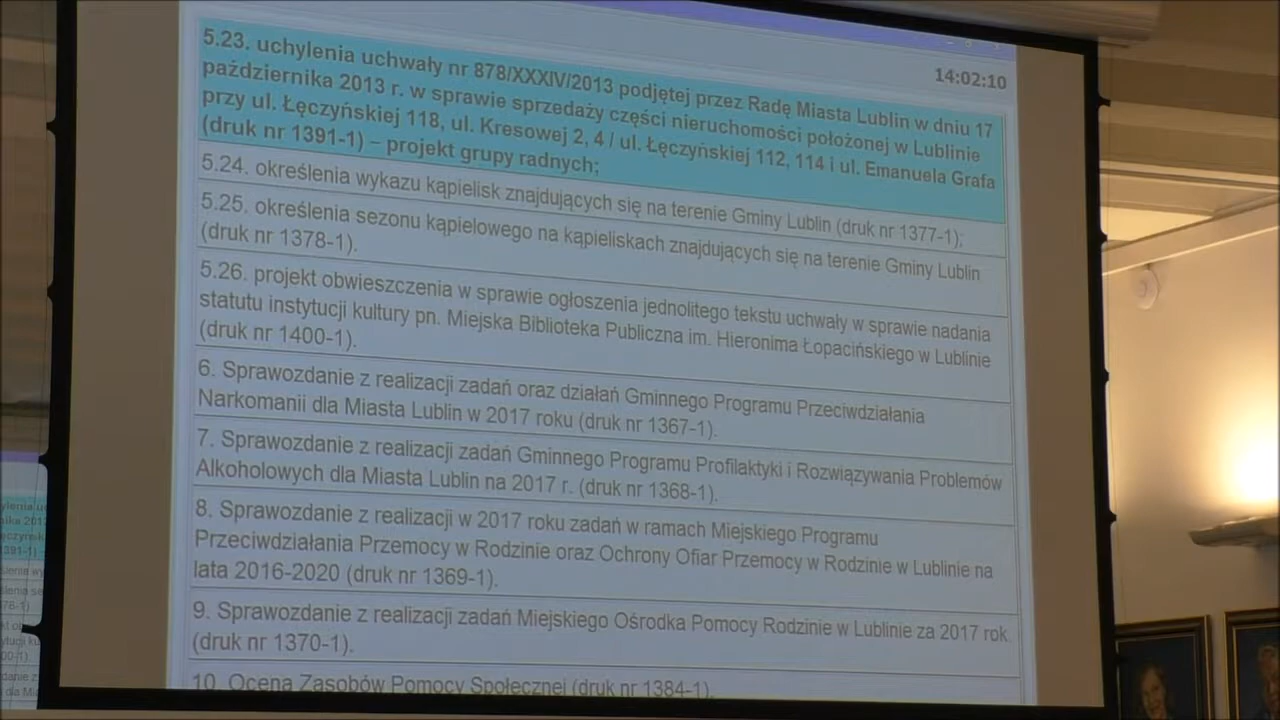 14:02:10
5.23. uchylenia uchwały nr 878/XXXIV/2013 podjętej przez Radę Miasta Lublin w dniu 17
października 2013 r. w sprawie sprzedaży części nieruchomości położonej w Lublinie
przy ul. Łęczyńskiej 118, ul. Kresowej 2, 4 / ul. Łęczyńskiej 112, 114 i ul. Emanuela Grafa
(druk nr 1391-1) – projekt grupy radnych;
5.24. określenia wykazu kąpielisk znajdujących się na terenie Gminy Lublin (druk nr 1377-1);
5.25. określenia sezonu kąpielowego na kąpieliskach znajdujących się na terenie Gminy Lublin
(druk nr 1378-1).
5.26. projekt obwieszczenia w sprawie ogłoszenia jednolitego tekstu uchwały w sprawie nadania
statutu instytucji kultury pn. Miejska Biblioteka Publiczna im. Hieronima Łopacińskiego w Lublinie
(druk nr 1400-1).
6. Sprawozdanie z realizacji zadań oraz działań Gminnego Programu Przeciwdziałania
Narkomanii dla Miasta Lublin w 2017 roku (druk nr 1367-1).
7. Sprawozdanie z realizacji zadań Gminnego Programu Profilaktyki i Rozwiązywania Problemów
Alkoholowych dla Miasta Lublin na 2017 r. (druk nr 1368-1).
8. Sprawozdanie z realizacji w 2017 roku zadań w ramach Miejskiego Programu
Przeciwdziałania Przemocy w Rodzinie oraz Ochrony Ofiar Przemocy w Rodzinie w Lublinie na
lata 2016-2020 (druk nr 1369-1).
9. Sprawozdanie z realizacji zadań Miejskiego Ośrodka Pomocy Rodzinie w Lublinie za 2017 rok
(druk nr 1370-1).
10. Ocena Zasobów Pomocy Społecznej (druk nr 1384-1).